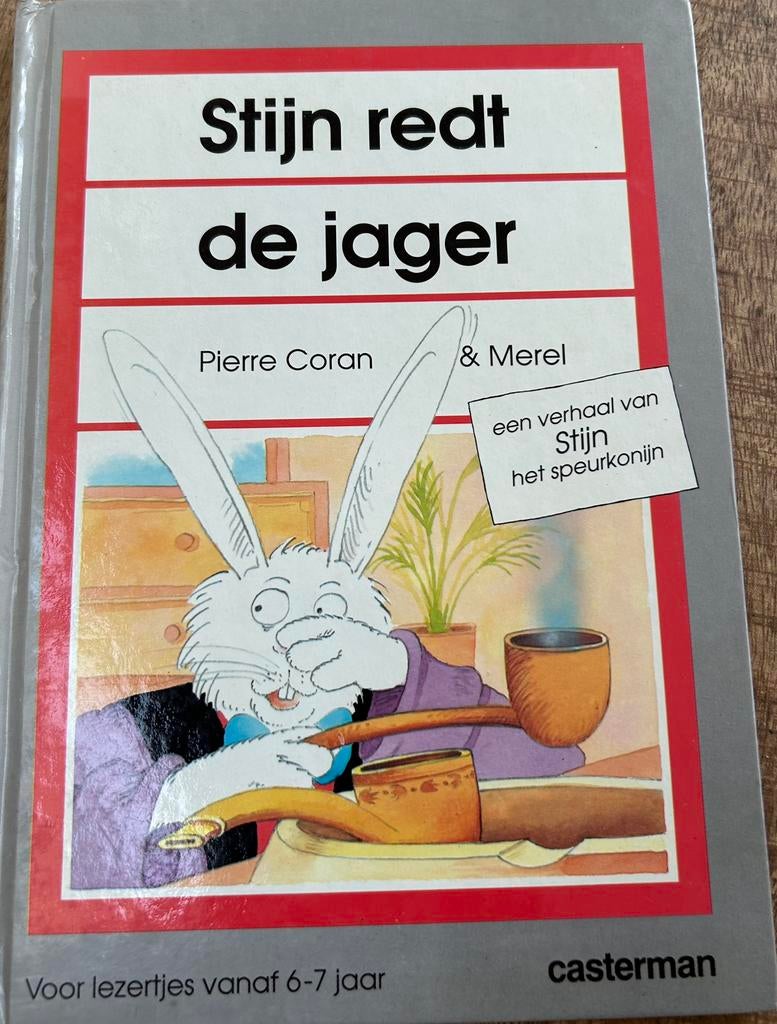 Stijn redt
de jager
Pierre Coran & Merel
een verhaal van
Stijn
het speurkonijn
Voor lezertjes vanaf 6-7 jaar
casterman